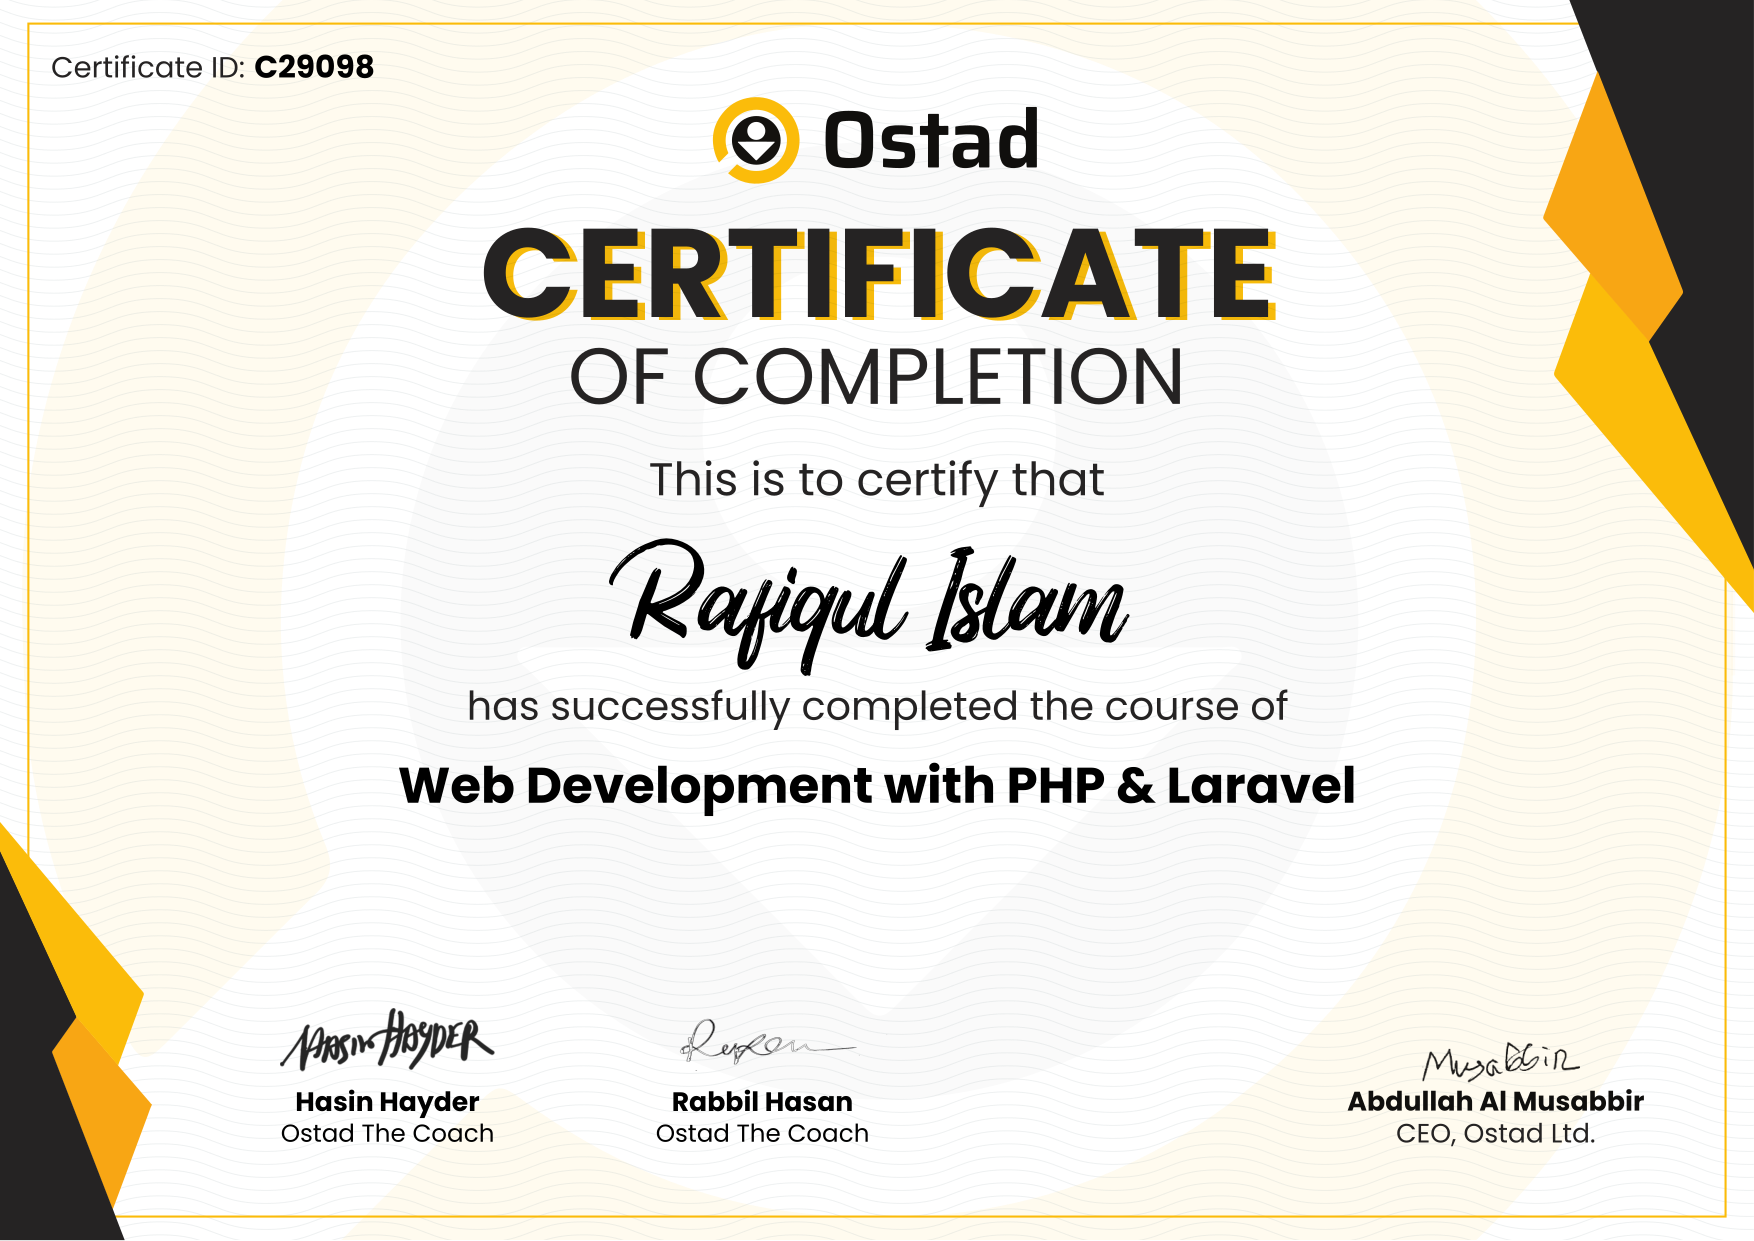 Certificate ID: C29098
Ostad
CERTIFICATE
OF COMPLETION
This is to certify that
Rafiqul Islam
has successfully completed the course of
Web Development with PHP & Laravel
HASIN HAYDER
Musabbir
Hasin Hayder
Ostad The Coach
Rabbil Hasan
Ostad The Coach
Abdullah Al Musabbir
CEO, Ostad Ltd.